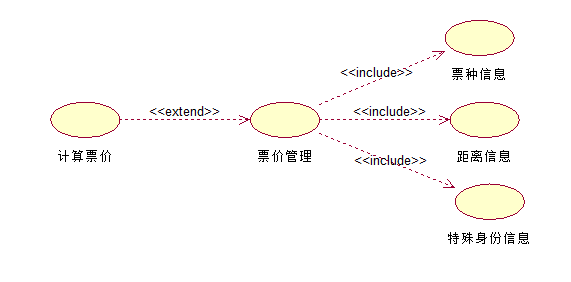 <<include>>
票种信息
<<extend>>
<<include>>
计算票价
票价管理
距离信息
<<include>>
特殊身份信息